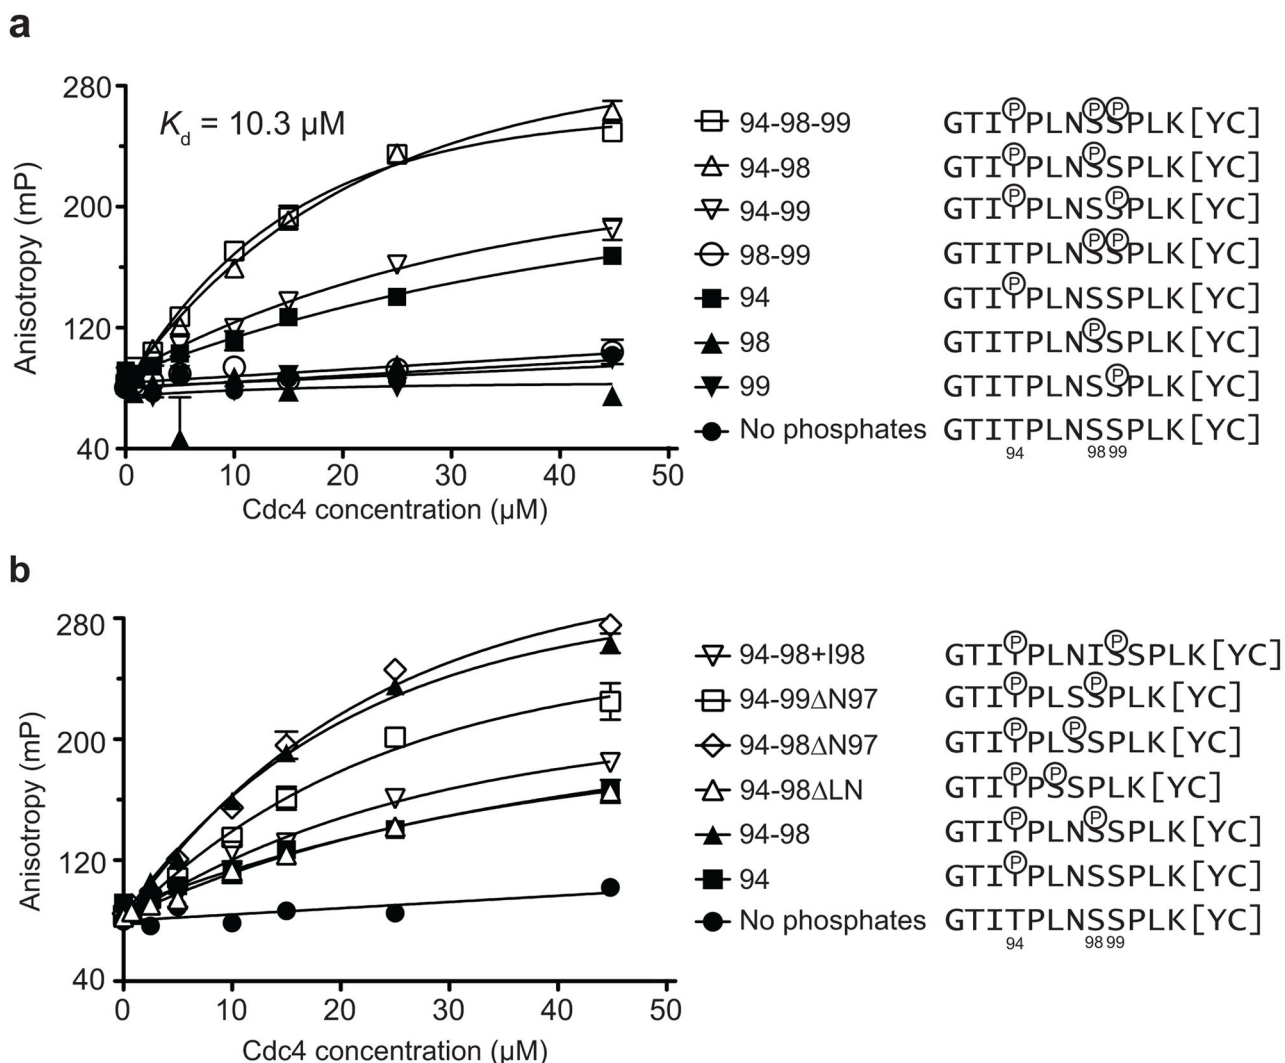 a
280
200
120
40
Anisotropy (mP)
Kd = 10.3 µM
0 10 20 30 40 50
Cdc4 concentration (µM)
94-98-99 GTITPLNSSPLK[YC]
P P P
94-98 GTITPLNSSPLK[YC]
P P
94-99 GTITPLNSSPLK[YC]
P P
98-99 GTITPLNSSPLK[YC]
P P
94 GTITPLNSSPLK[YC]
P
98 GTITPLNSSPLK[YC]
P
99 GTITPLNSSPLK[YC]
P
No phosphates GTITPLNSSPLK[YC]
94 98 99
b
280
200
120
40
Anisotropy (mP)
0 10 20 30 40 50
Cdc4 concentration (µM)
94-98+I98 GTITPLNISSPLK[YC]
P P
94-99ΔN97 GTITPLSSPLK[YC]
P P
94-98ΔN97 GTITPLSSPLK[YC]
P P
94-98ΔLN GTITPSSPLK[YC]
P P
94-98 GTITPLNSSPLK[YC]
P P
94 GTITPLNSSPLK[YC]
P
No phosphates GTITPLNSSPLK[YC]
94 98 99